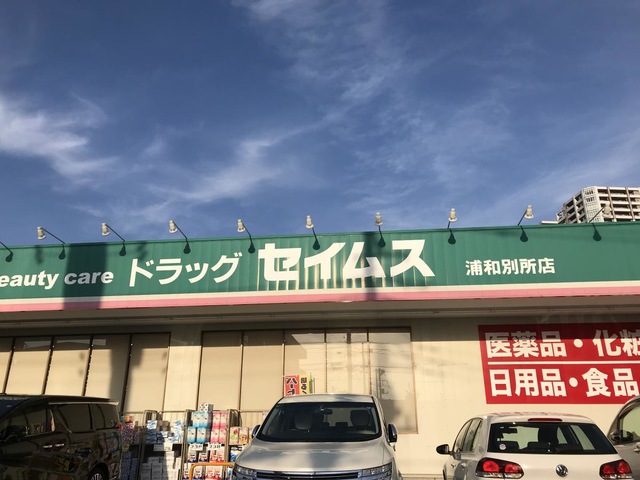 eauty care ドラッグ セイムス 浦和別所店
医薬品・化粧
日用品・食品